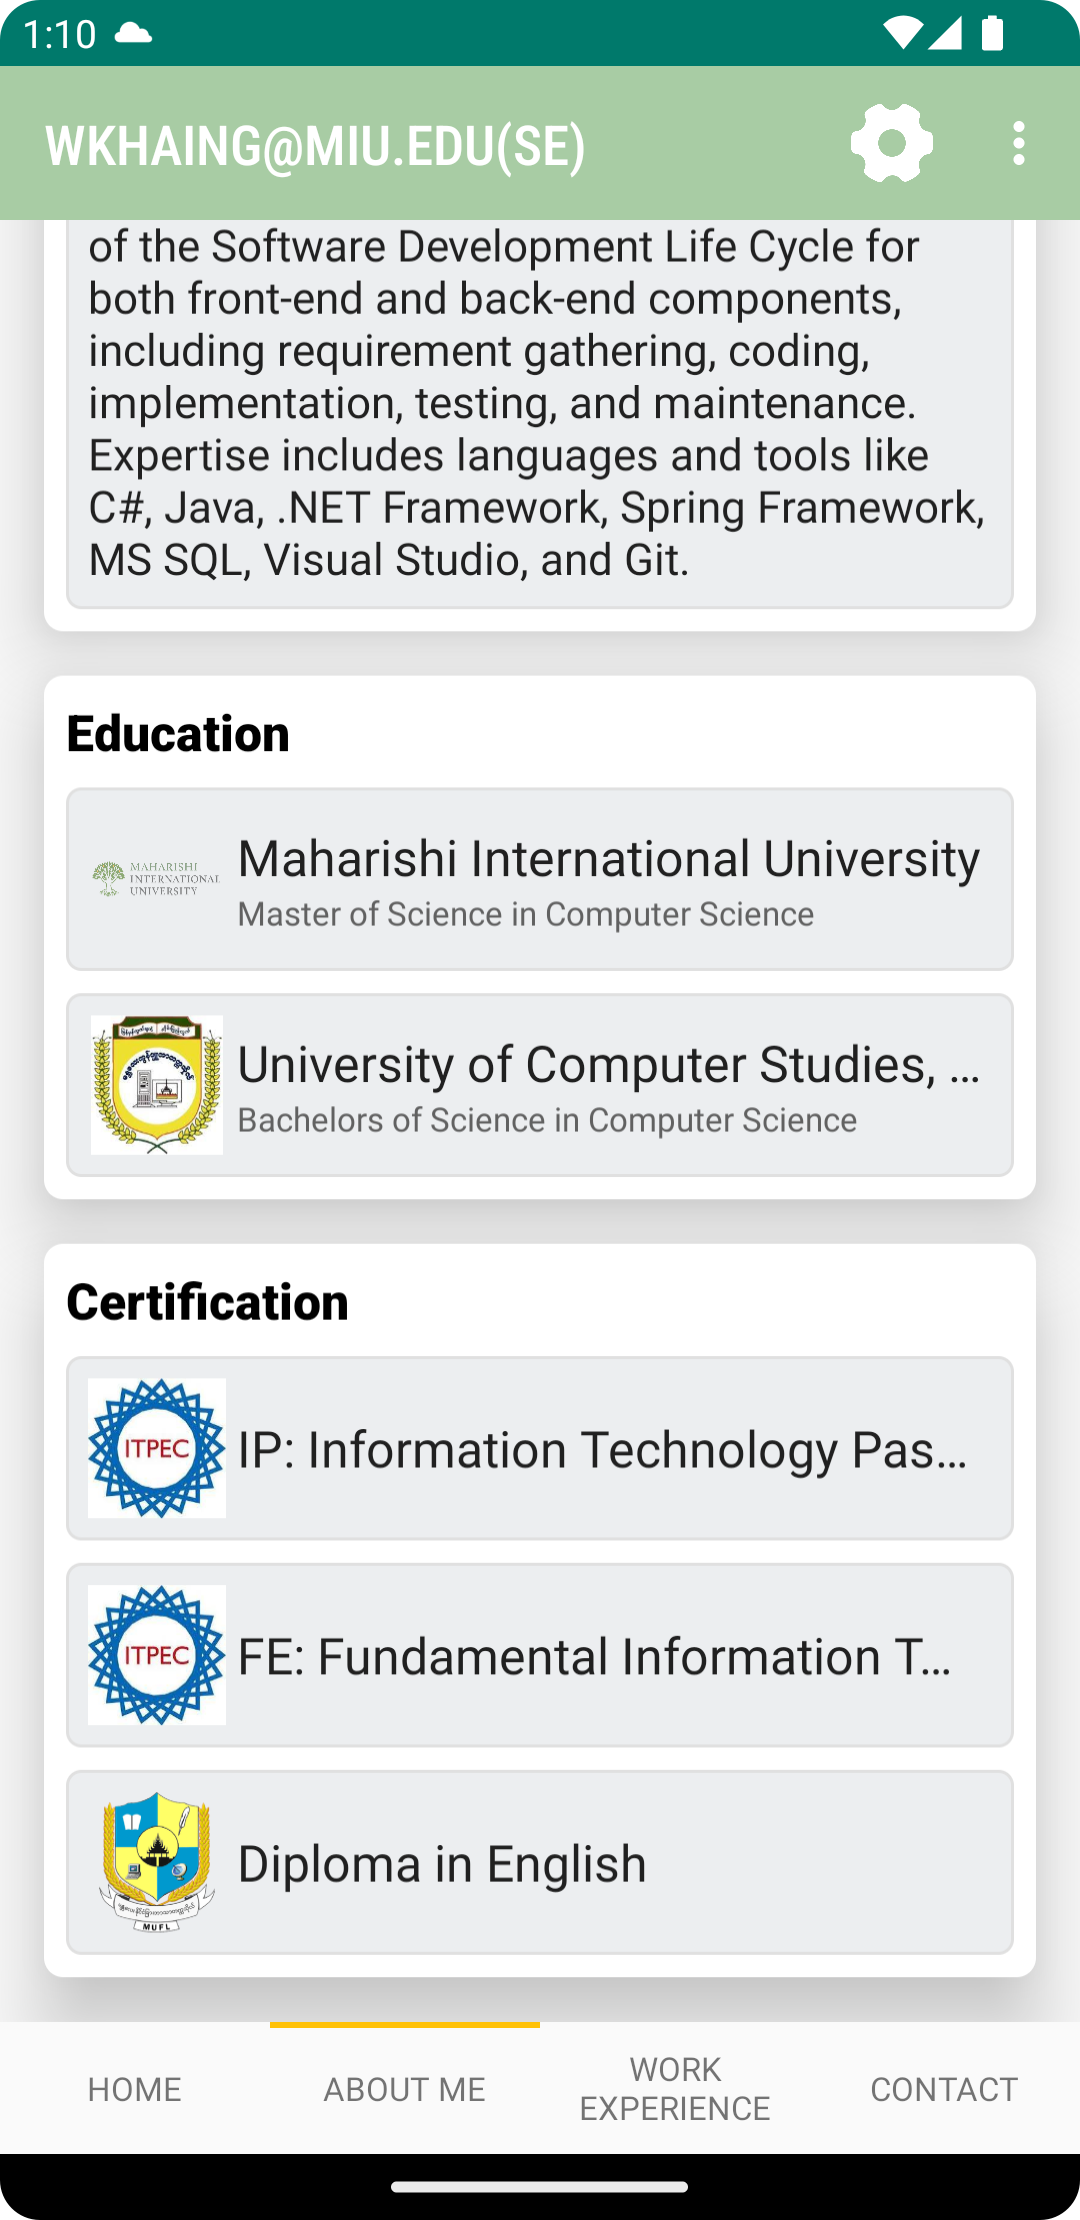 1:10
WKHAING@MIU.EDU(SE)
of the Software Development Life Cycle for
both front-end and back-end components,
including requirement gathering, coding,
implementation, testing, and maintenance.
Expertise includes languages and tools like
C#, Java, .NET Framework, Spring Framework,
MS SQL, Visual Studio, and Git.
Education
MAHARISHI
INTERNATIONAL
UNIVERSITY
Maharishi International University
Master of Science in Computer Science
University of Computer Studies, ...
Bachelors of Science in Computer Science
Certification
ITPEC
IP: Information Technology Pas...
ITPEC
FE: Fundamental Information T...
MUFL
Diploma in English
HOME
ABOUT ME
WORK
EXPERIENCE
CONTACT